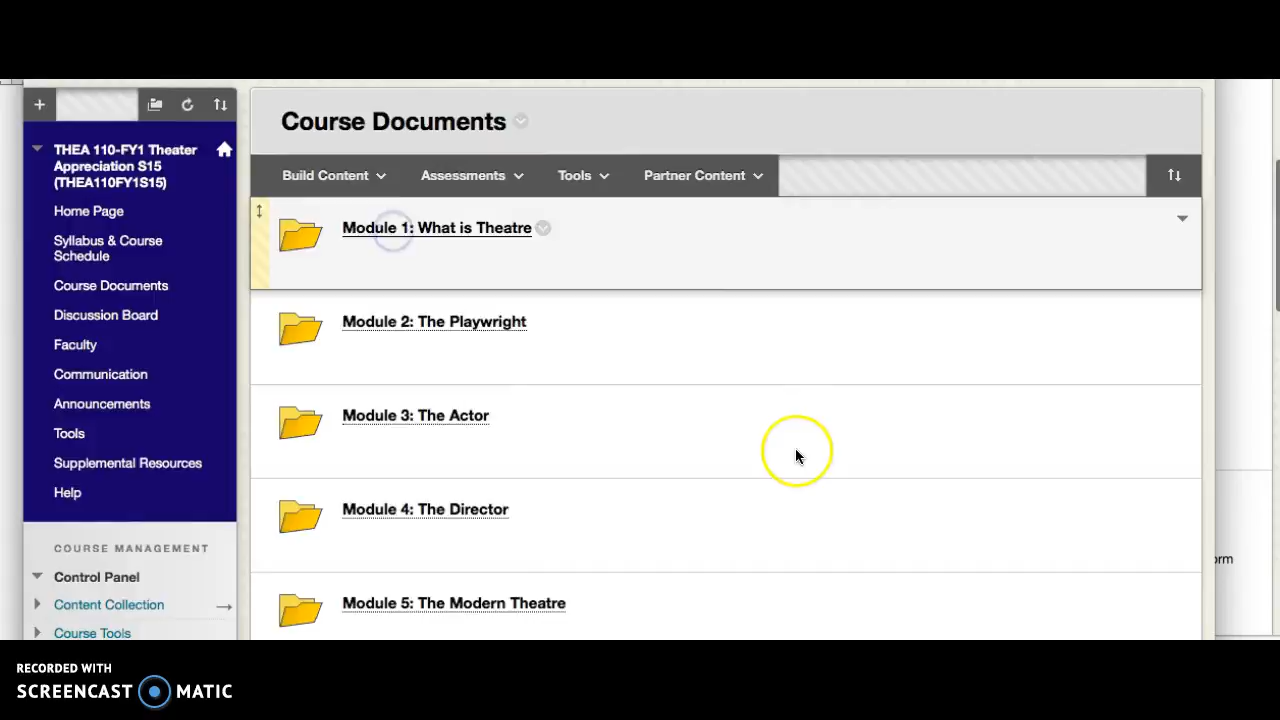 THEA 110-FY1 Theater
Appreciation S15
(THEA110FY1S15)
Home Page
Syllabus & Course
Schedule
Course Documents
Discussion Board
Faculty
Communication
Announcements
Tools
Supplemental Resources
Help
COURSE MANAGEMENT
Control Panel
Content Collection
Course Tools
Course Documents
Build Content
Assessments
Tools
Partner Content
Module 1: What is Theatre
Module 2: The Playwright
Module 3: The Actor
Module 4: The Director
Module 5: The Modern Theatre
orm
RECORDED WITH
SCREENCAST MATIC